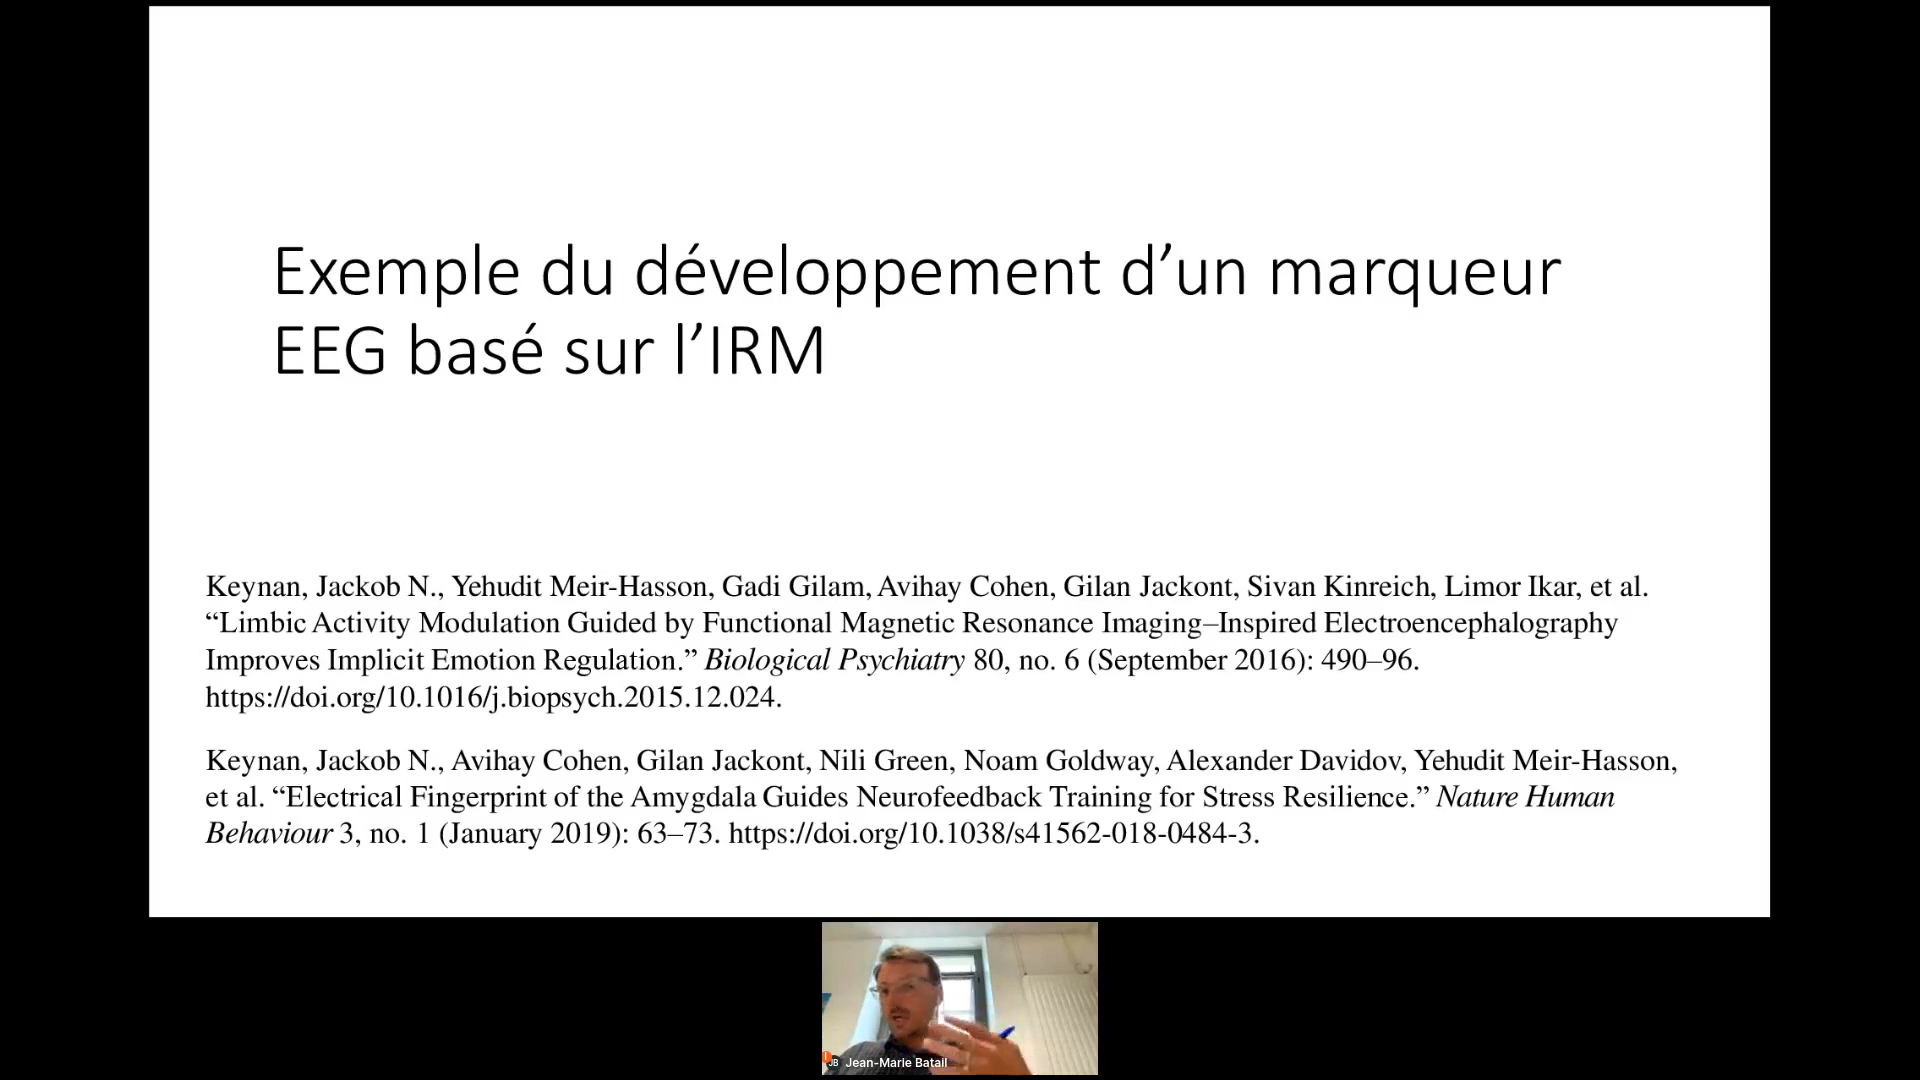 Exemple du développement d’un marqueur
EEG basé sur l’IRM
Keynan, Jackob N., Yehudit Meir-Hasson, Gadi Gilam, Avihay Cohen, Gilan Jackont, Sivan Kinreich, Limor Ikar, et al.
“Limbic Activity Modulation Guided by Functional Magnetic Resonance Imaging–Inspired Electroencephalography
Improves Implicit Emotion Regulation.” Biological Psychiatry 80, no. 6 (September 2016): 490–96.
https://doi.org/10.1016/j.biopsych.2015.12.024.
Keynan, Jackob N., Avihay Cohen, Gilan Jackont, Nili Green, Noam Goldway, Alexander Davidov, Yehudit Meir-Hasson,
et al. “Electrical Fingerprint of the Amygdala Guides Neurofeedback Training for Stress Resilience.” Nature Human
Behaviour 3, no. 1 (January 2019): 63–73. https://doi.org/10.1038/s41562-018-0484-3.
JB Jean-Marie Batail